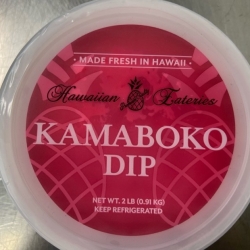 • MADE FRESH IN HAWAII •
Hawaiian Eateries
KAMABOKO
DIP
NET WT. 2 LB (0.91 KG)
KEEP REFRIGERATED